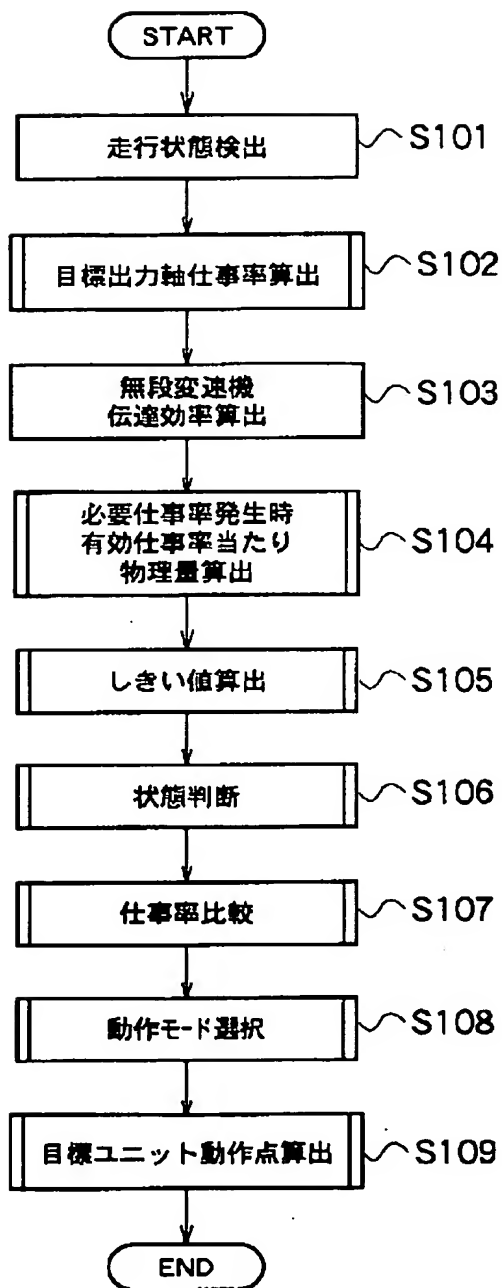 START
走行状態検出
S101
目標出力軸仕事率算出
S102
無段変速機
伝達効率算出
S103
必要仕事率発生時
有効仕事率当たり
物理量算出
S104
しきい値算出
S105
状態判断
S106
仕事率比較
S107
動作モード選択
S108
目標ユニット動作点算出
S109
END